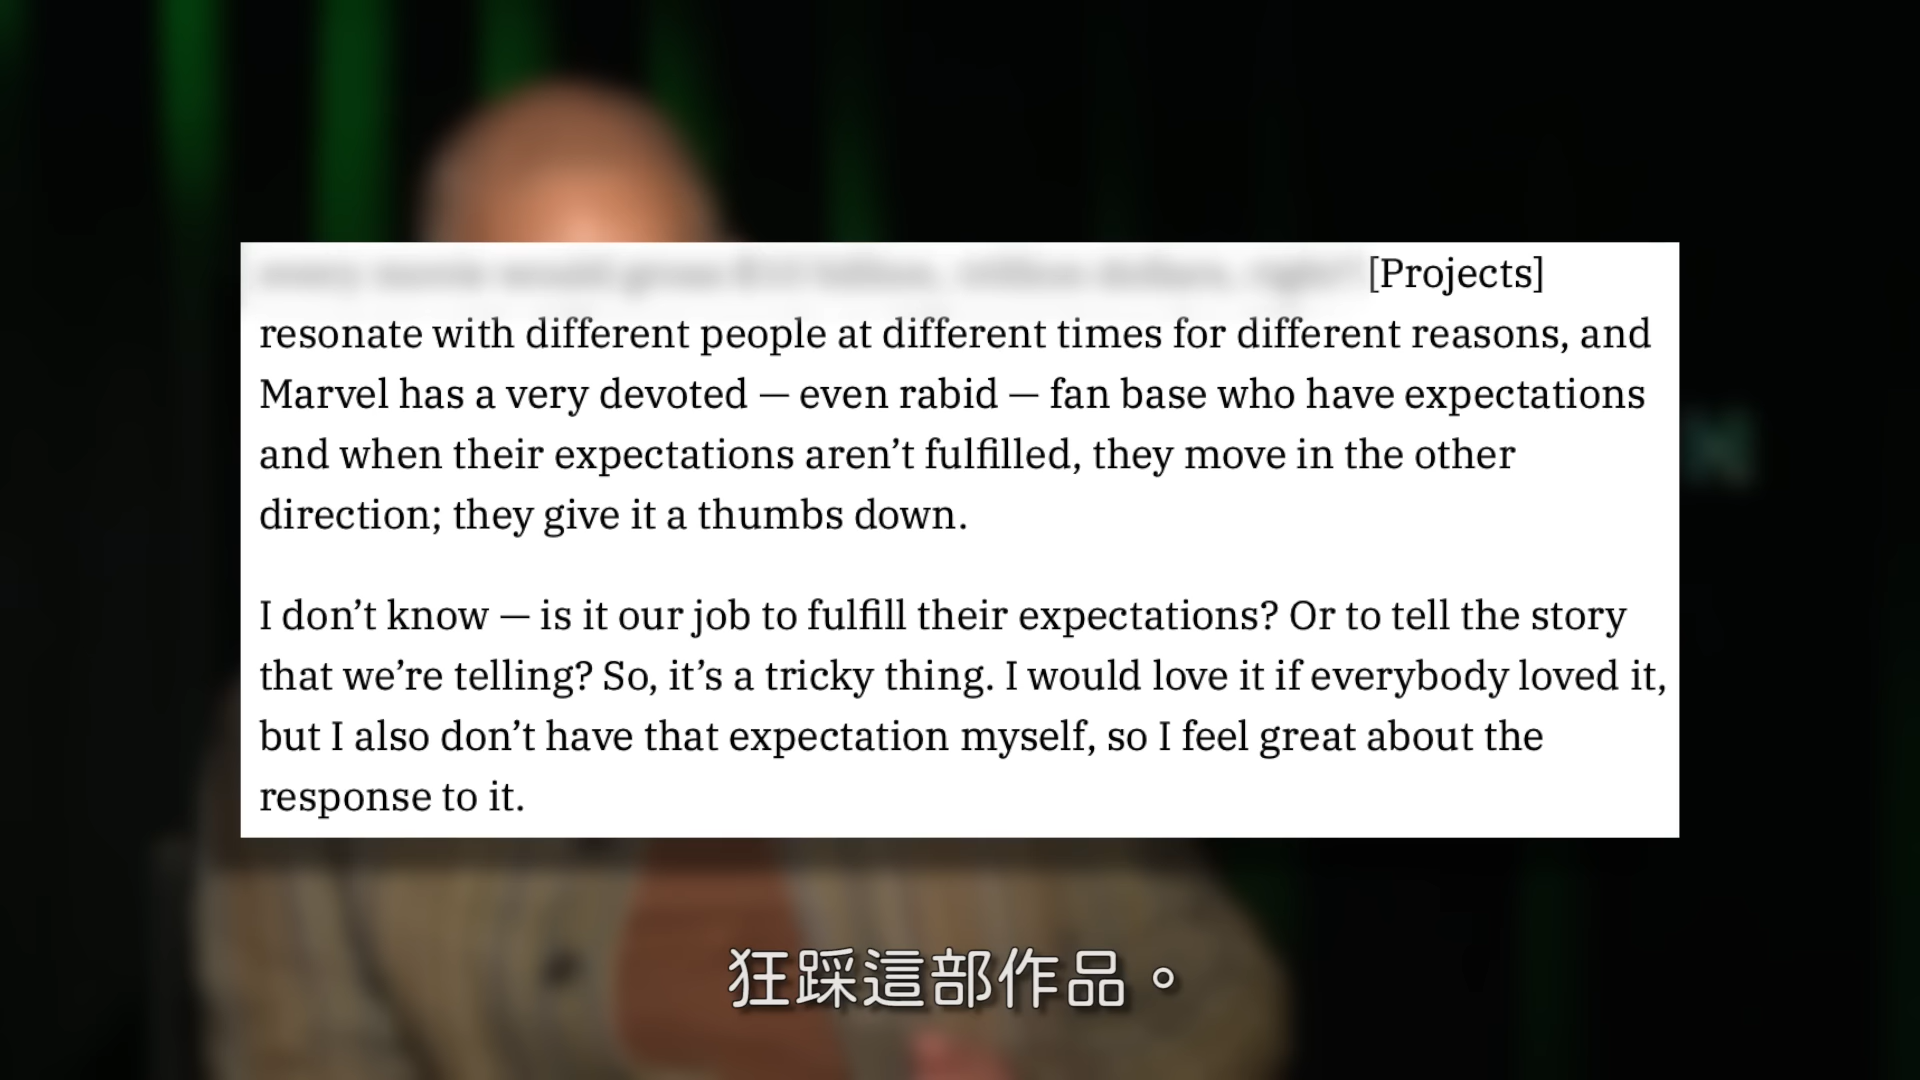 [Projects]
resonate with different people at different times for different reasons, and
Marvel has a very devoted — even rabid — fan base who have expectations
and when their expectations aren’t fulfilled, they move in the other
direction; they give it a thumbs down.
I don’t know — is it our job to fulfill their expectations? Or to tell the story
that we’re telling? So, it’s a tricky thing. I would love it if everybody loved it,
but I also don’t have that expectation myself, so I feel great about the
response to it.
狂踩這部作品。